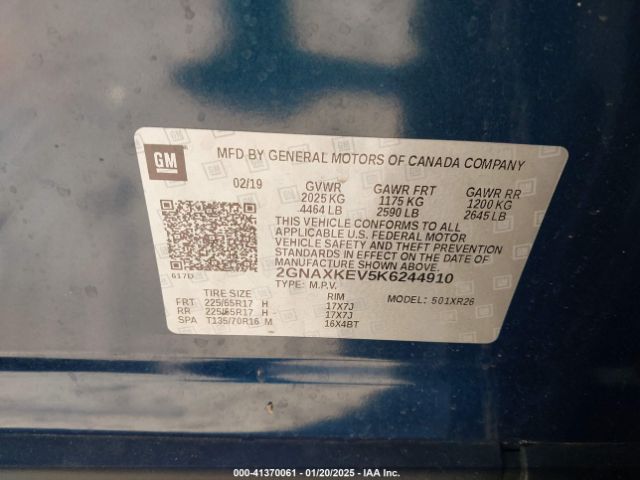 GM
MFD BY GENERAL MOTORS OF CANADA COMPANY
02/19 GVWR GAWR FRT GAWR RR
2025 KG 1175 KG 1200 KG
4464 LB 2590 LB 2645 LB
THIS VEHICLE CONFORMS TO ALL
APPLICABLE U.S. FEDERAL MOTOR
VEHICLE SAFETY AND THEFT PREVENTION
STANDARDS IN EFFECT ON THE DATE OF
MANUFACTURE SHOWN ABOVE.
617D 2GNAXKEV5K6244910
TYPE: M.P.V. MODEL: 501XR26
TIRE SIZE RIM
FRT 225/65R17 H 17X7J
RR 225/65R17 H 17X7J
SPA T135/70R16 M 16X4BT
000-41370061 - 01/20/2025 - IAA Inc.